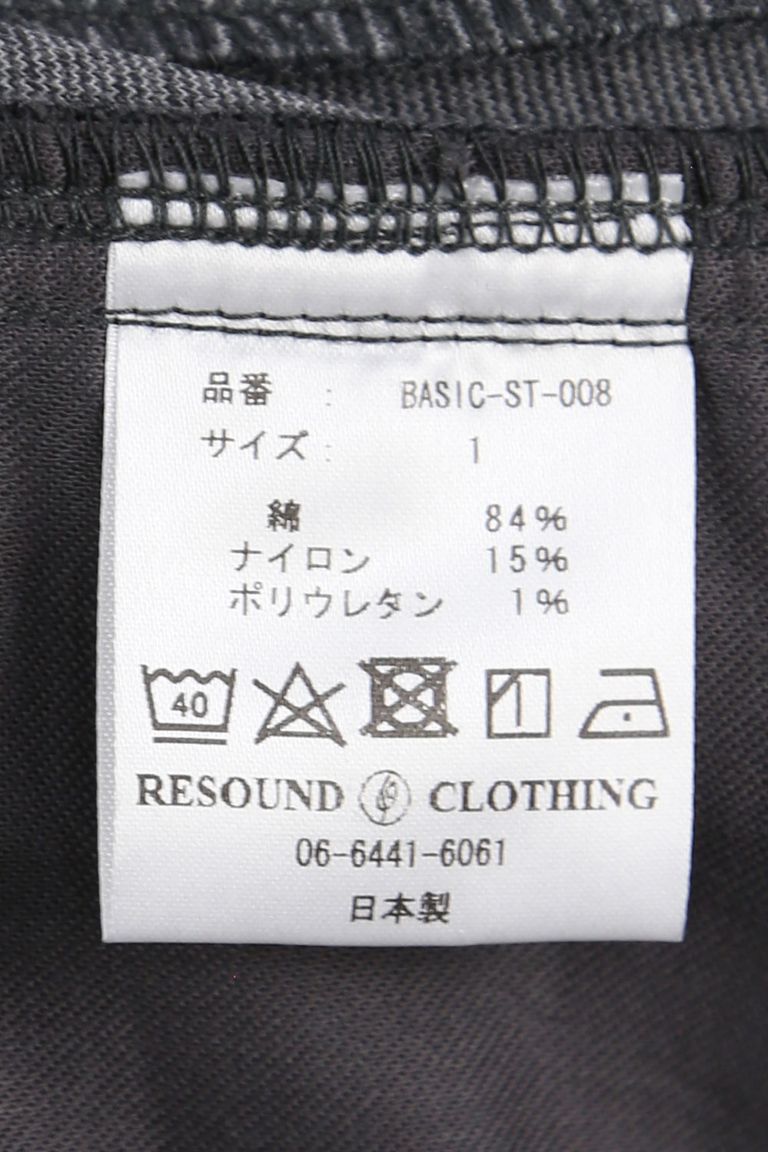 品番 : BASIC-ST-008
サイズ: 1
綿 84%
ナイロン 15%
ポリウレタン 1%
40
RESOUND CLOTHING
06-6441-6061
日本製